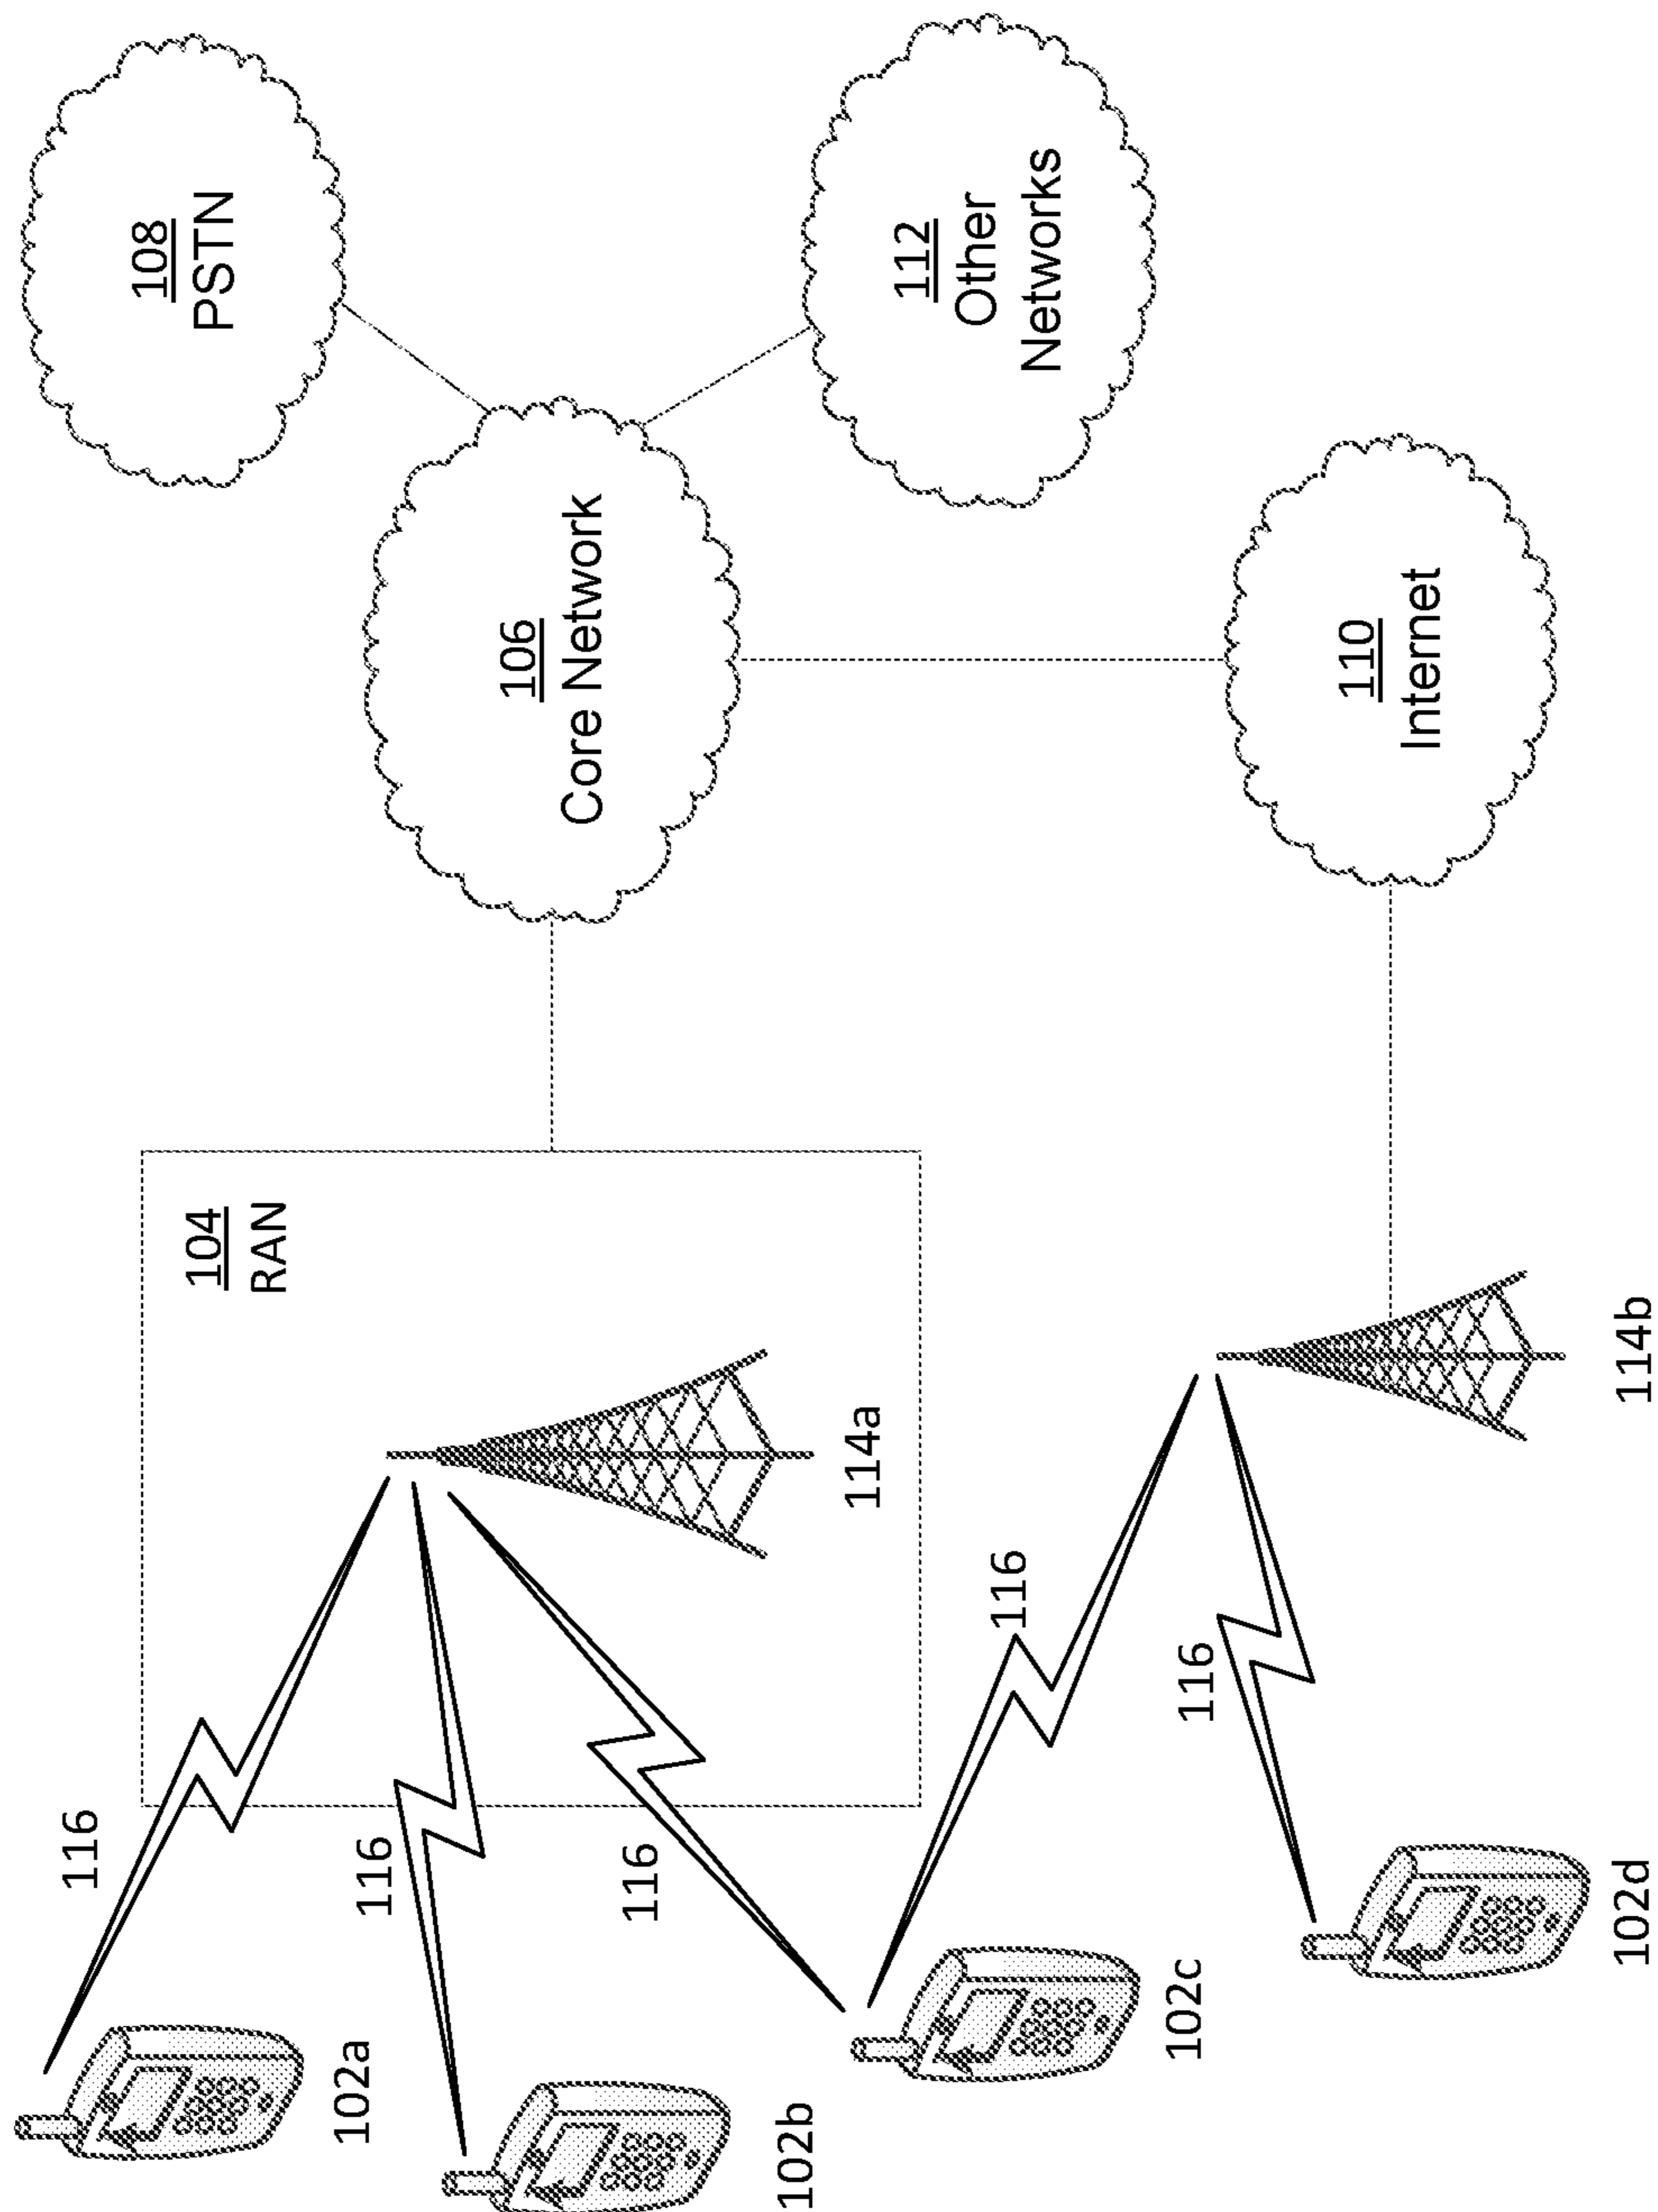 102a
116
104
RAN
108
PSTN
102b
116
114a
106
Core Network
112
Other
Networks
116
102c
116
116
102d
114b
110
Internet